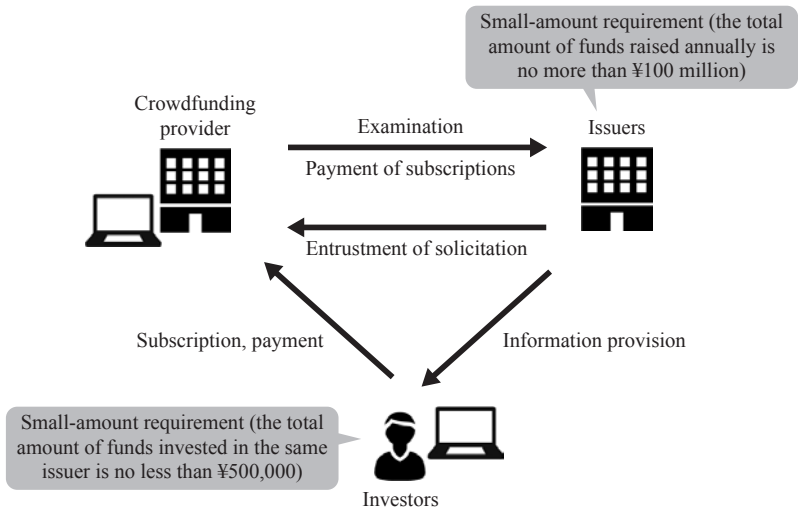 Small-amount requirement (the total
amount of funds raised annually is
no more than ¥100 million)
Crowdfunding
provider
Examination
Issuers
Payment of subscriptions
Entrustment of solicitation
Subscription, payment
Information provision
Small-amount requirement (the total
amount of funds invested in the same
issuer is no less than ¥500,000)
Investors